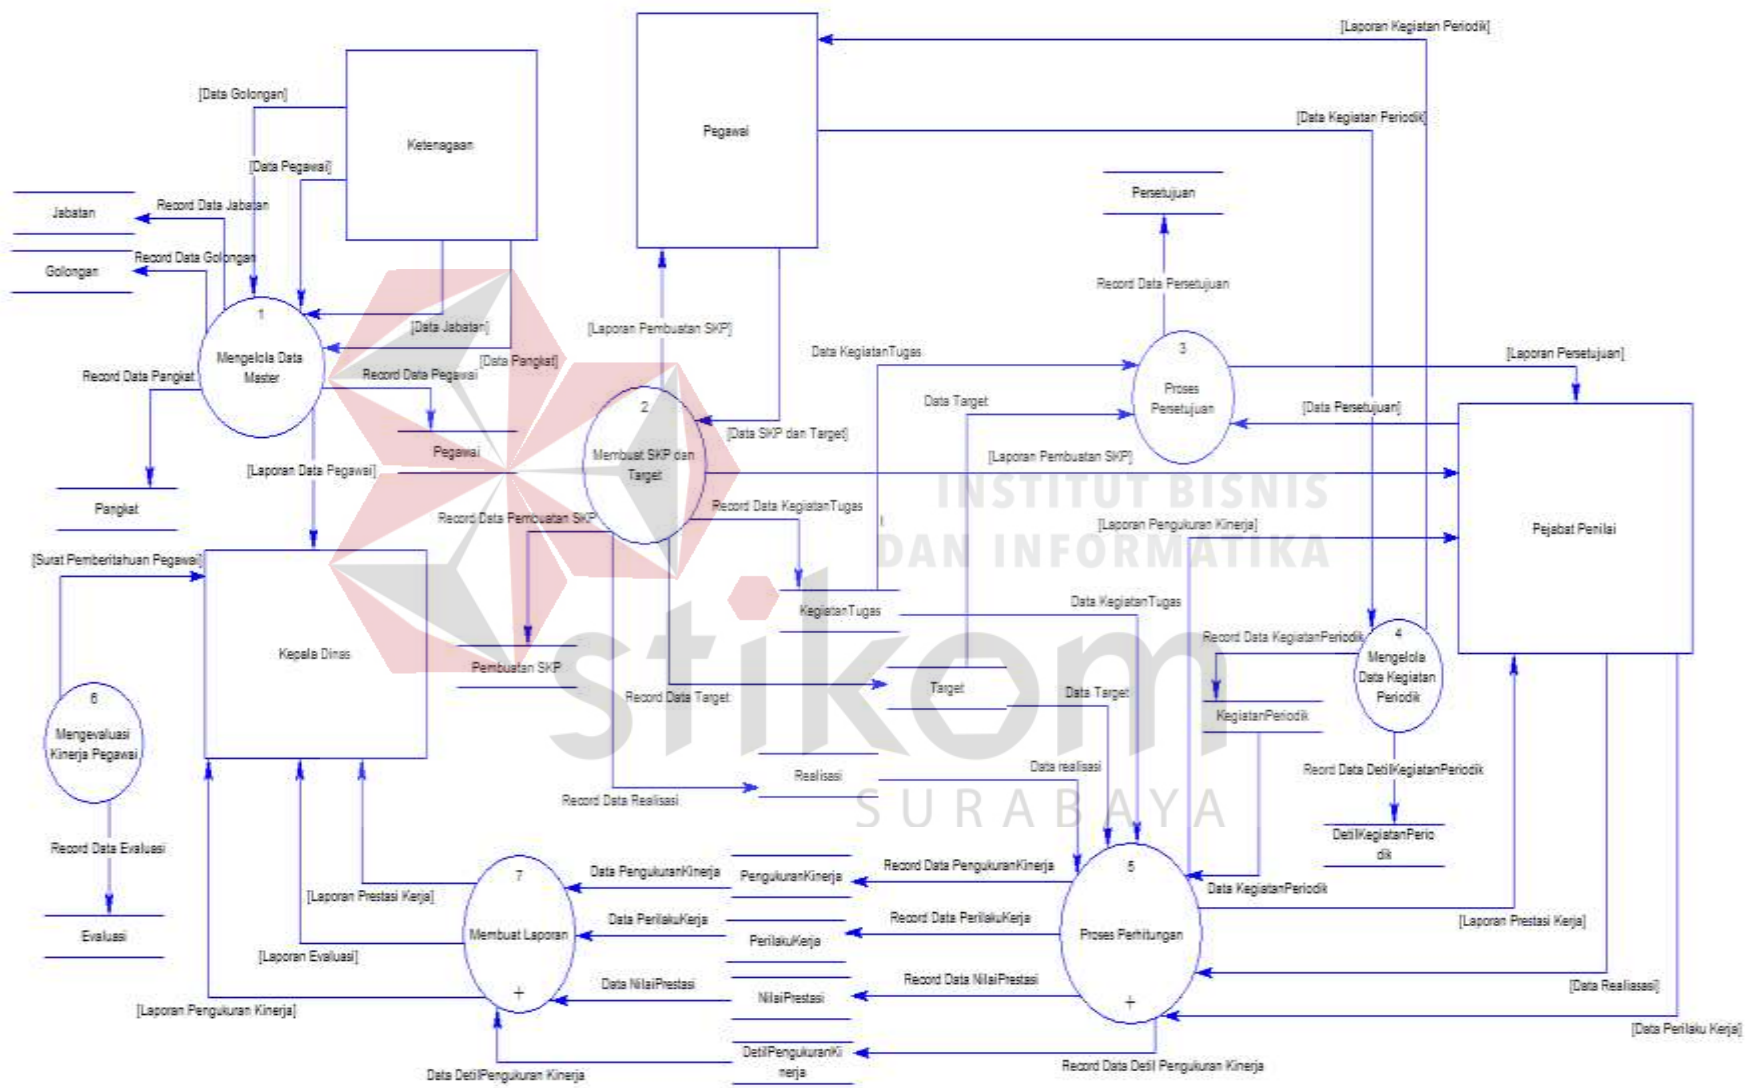 [Laporan Kegiatan Periodik]
[Data Golongan]
[Data Kegiatan Periodik]
Ketenagaan
Pegawai
[Data Pegawai]
Persetujuan
Jabatan
Record Data Jabatan
Golongan
Record Data Golongan
Record Data Persetujuan
1
Mengelola Data
Master
[Data Jabatan]
[Laporan Pembuatan SKP]
[Data Pangkat]
Record Data Pangkat
Record Data Pegawai
Data KegiatanTugas
3
Proses
Persetujuan
[Laporan Persetujuan]
Data Target
[Data Persetujuan]
2
Membuat SKP dan
Target
[Data SKP dan Target]
Pegawai
[Laporan Data Pegawai]
[Laporan Pembuatan SKP]
INSTITUT BISNIS
DAN INFORMATIKA
Pangkat
Record Data Pembuatan SKP
Record Data KegiatanTugas
[Laporan Pengukuran Kinerja]
Pejabat Penilai
[Surat Pemberitahuan Pegawai]
KegiatanTugas
Data KegiatanTugas
Kepala Dinas
stikom
Record Data KegiatanPeriodik
4
Mengelola
Data Kegiatan
Periodik
Pembuatan SKP
Record Data Target
Target
Data Target
6
Mengevaluasi
Kinerja Pegawai
KegiatanPeriodik
Realisasi
Data realisasi
Reord Data DetilKegiatanPeriodik
Record Data Realisasi
SURABAYA
DetilKegiatanPerio
dik
Record Data Evaluasi
7
Membuat Laporan
+
Data PengukuranKinerja
PengukuranKinerja
Record Data PengukuranKinerja
5
Proses Perhitungan
+
Data KegiatanPeriodik
[Laporan Prestasi Kerja]
Data PerilakuKerja
PerilakuKerja
Record Data PerilakuKerja
[Laporan Prestasi Kerja]
Evaluasi
[Laporan Evaluasi]
Data NilaiPrestasi
NilaiPrestasi
Record Data NilaiPrestasi
[Data Realiasasi]
[Laporan Pengukuran Kinerja]
[Data Perilaku Kerja]
DetilPengukuranKi
nerja
Data DetilPengukuran Kinerja
Record Data Detil Pengukuran Kinerja